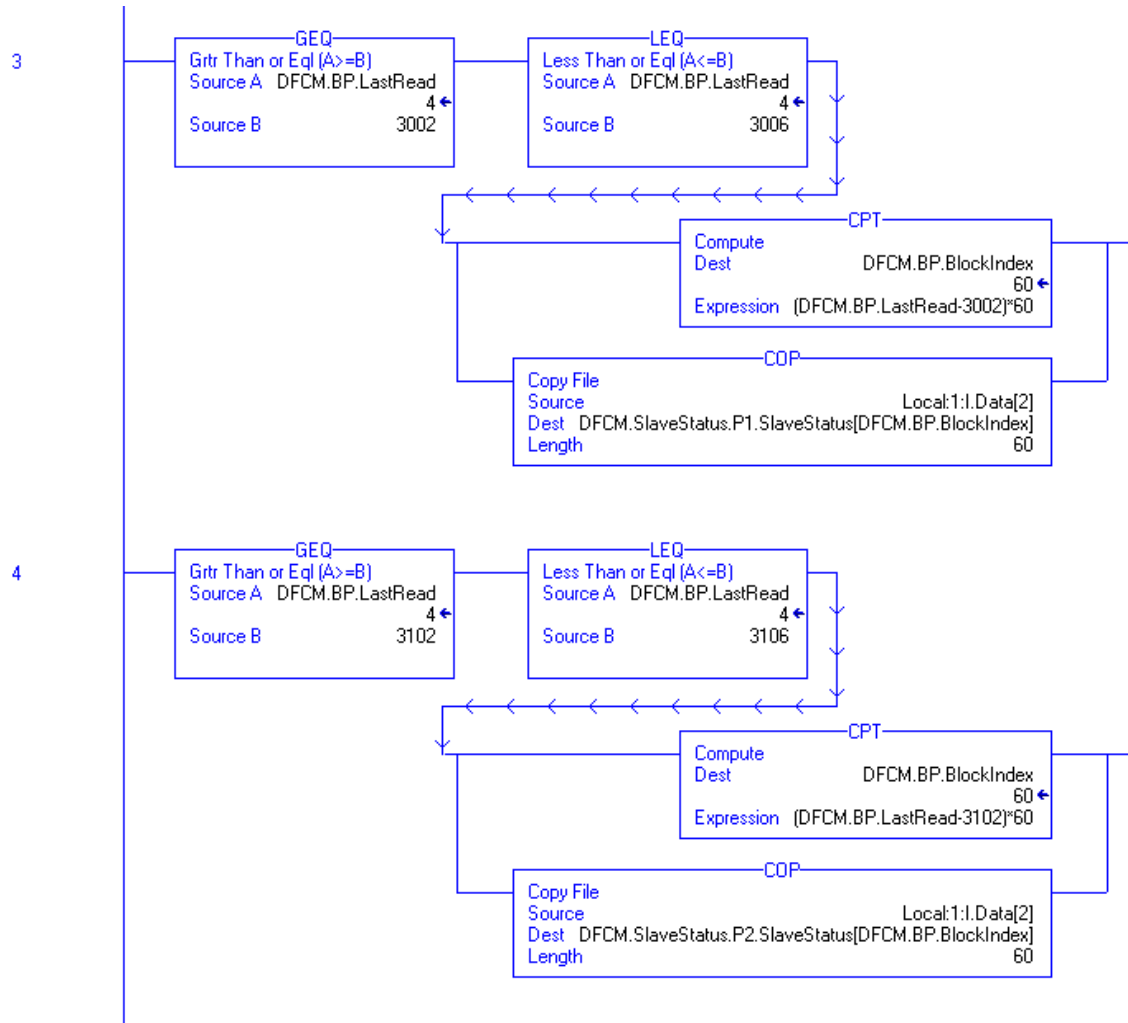 3
GEQ
Grtr Than or Eql (A>=B)
Source A DFCM.BP.LastRead
4
Source B 3002
LEQ
Less Than or Eql (A<=B)
Source A DFCM.BP.LastRead
4
Source B 3006
CPT
Compute
Dest DFCM.BP.BlockIndex
60
Expression (DFCM.BP.LastRead-3002)*60
COP
Copy File
Source Local:1:I.Data[2]
Dest DFCM.SlaveStatus.P1.SlaveStatus[DFCM.BP.BlockIndex]
Length 60
4
GEQ
Grtr Than or Eql (A>=B)
Source A DFCM.BP.LastRead
4
Source B 3102
LEQ
Less Than or Eql (A<=B)
Source A DFCM.BP.LastRead
4
Source B 3106
CPT
Compute
Dest DFCM.BP.BlockIndex
60
Expression (DFCM.BP.LastRead-3102)*60
COP
Copy File
Source Local:1:I.Data[2]
Dest DFCM.SlaveStatus.P2.SlaveStatus[DFCM.BP.BlockIndex]
Length 60